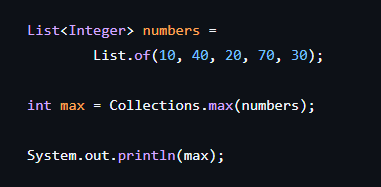 List<Integer> numbers =
List.of(10, 40, 20, 70, 30);
int max = Collections.max(numbers);
System.out.println(max);